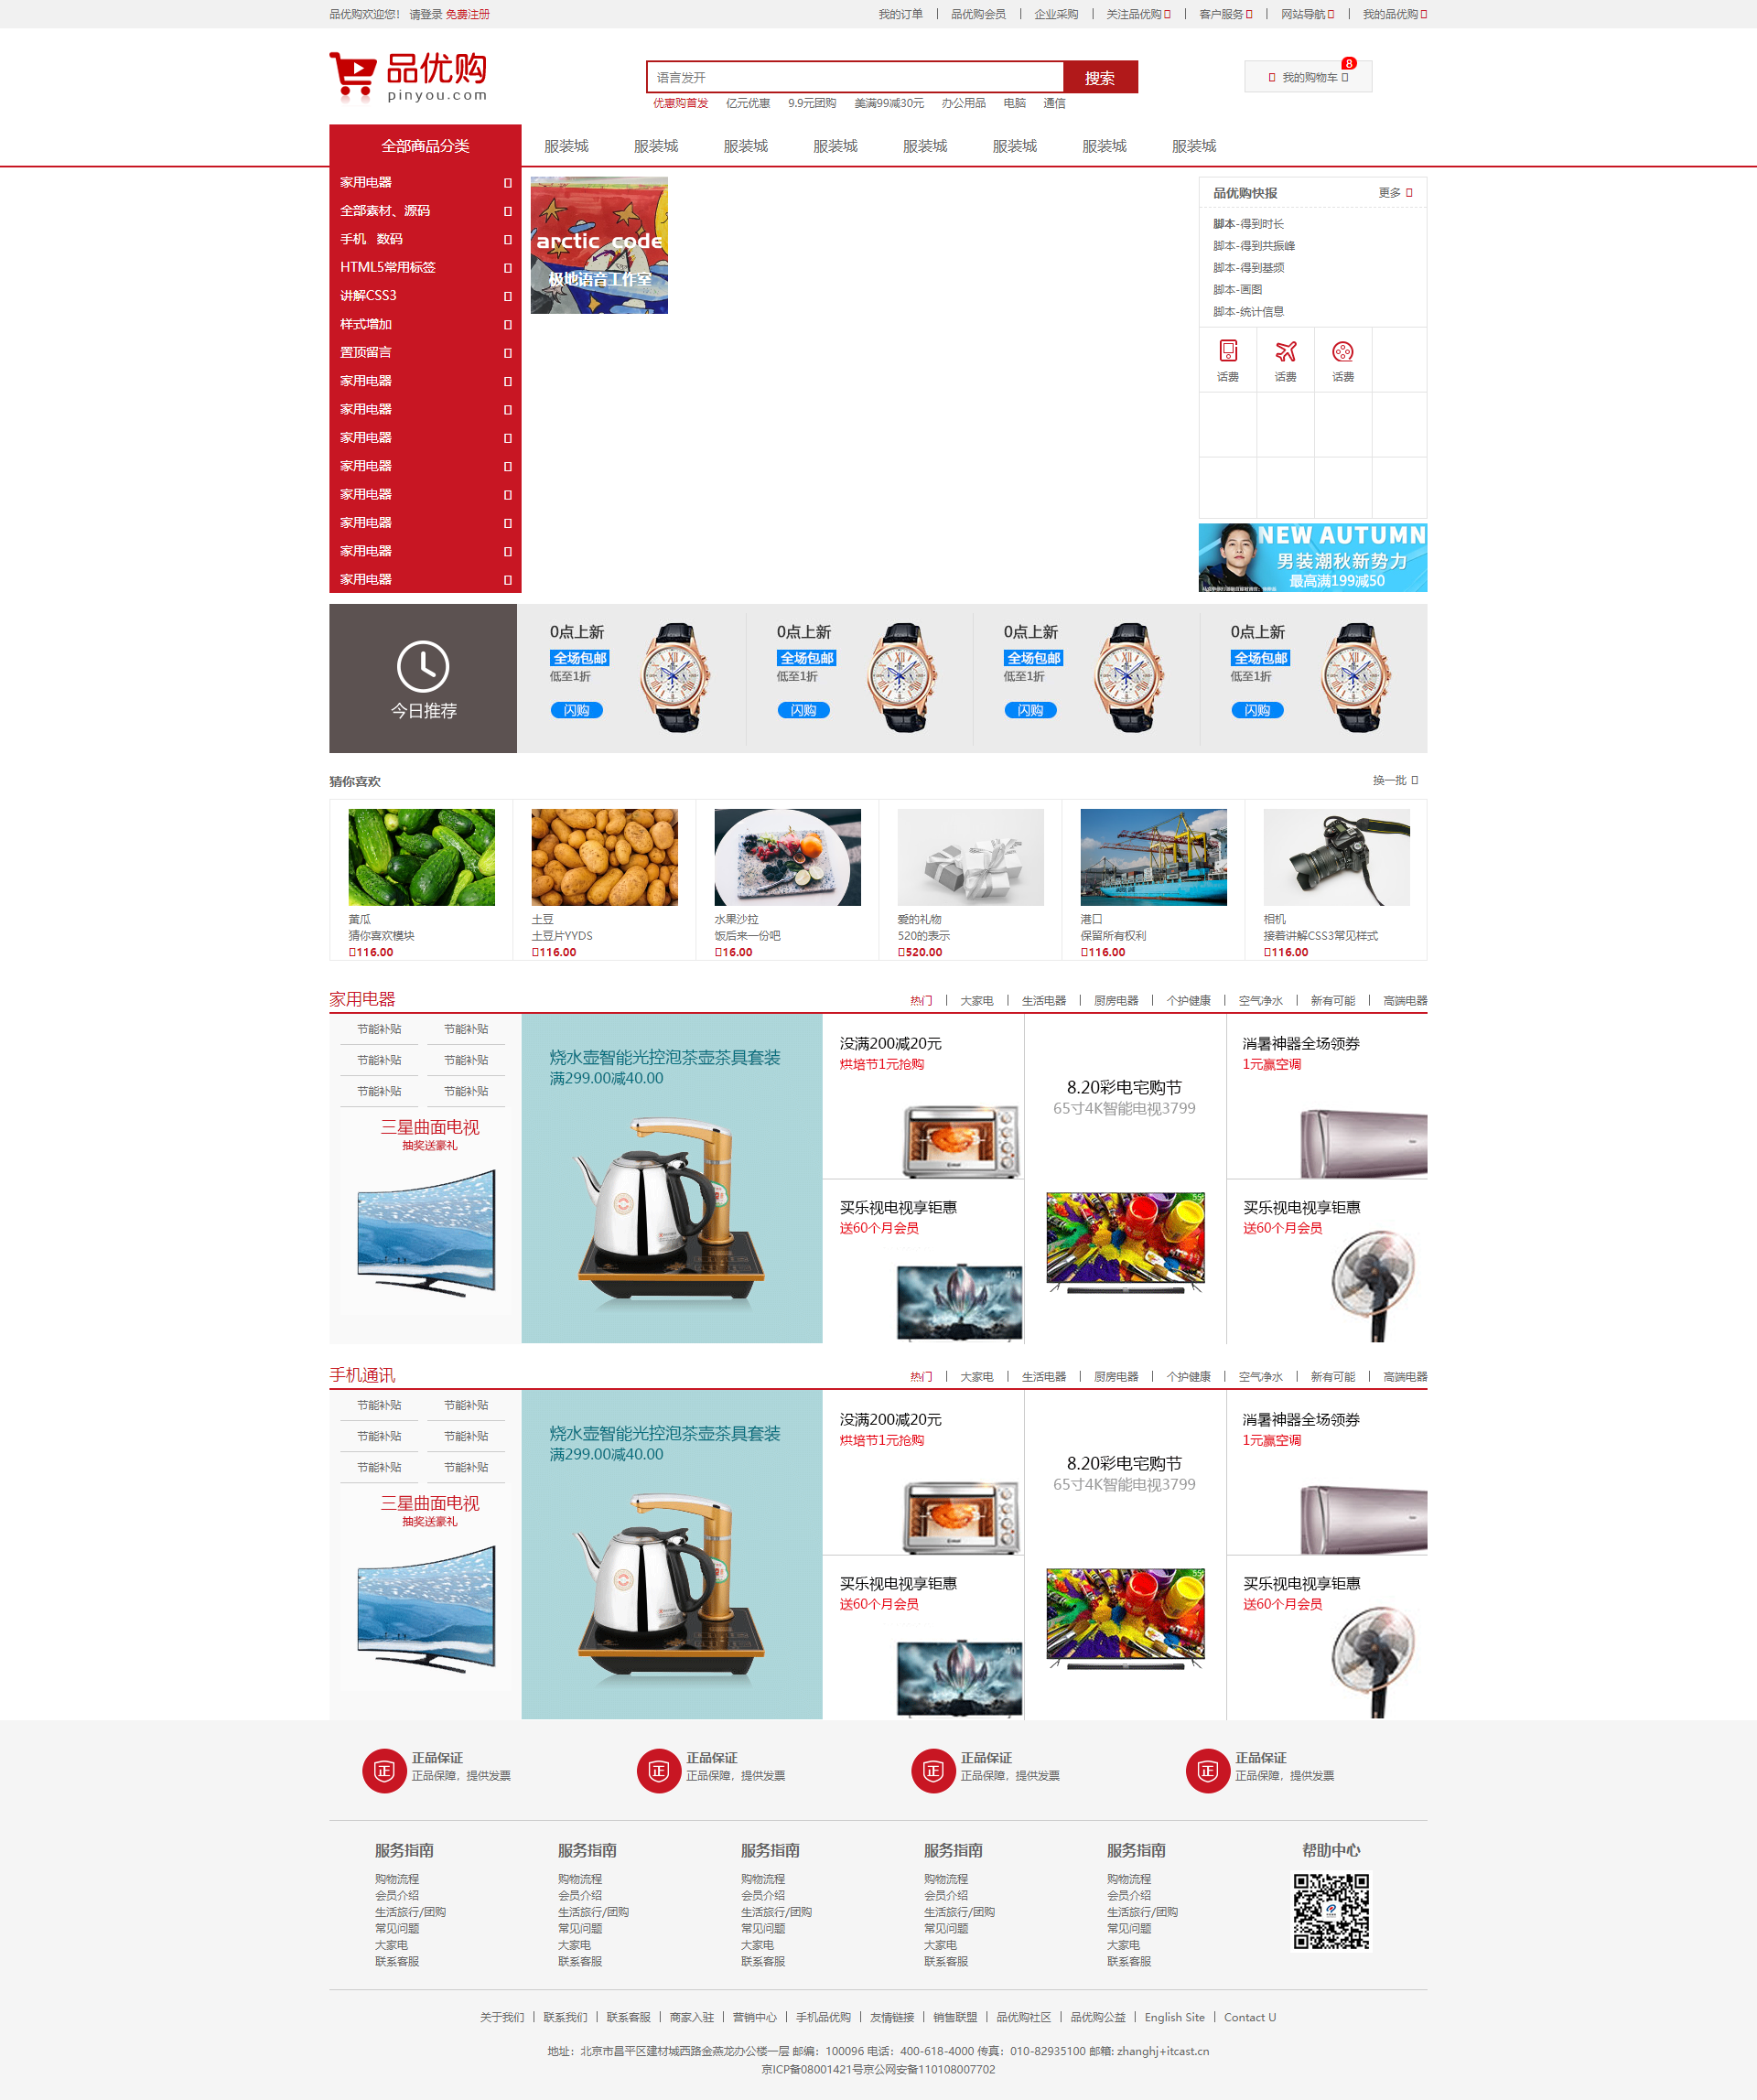 品优购欢迎您! 请登录 免费注册
我的订单 品优购会员 企业采购 关注品优购 客户服务 网站导航 我的品优购
品优购
pinyou.com
语言发开
搜索
我的购物车
8
优惠购首发 亿元优惠 9.9元团购 美满99减30元 办公用品 电脑 通信
全部商品分类 服装城 服装城 服装城 服装城 服装城 服装城 服装城 服装城
家用电器
全部素材、源码
手机 数码
HTML5常用标签
讲解CSS3
样式增加
置顶留言
家用电器
家用电器
家用电器
家用电器
家用电器
家用电器
家用电器
家用电器
arctic code
极地语音工作室
品优购快报 更多
脚本-得到时长
脚本-得到共振峰
脚本-得到基频
脚本-画图
脚本-统计信息
话费 话费 话费
NEW AUTUMN
男装潮秋新势力
最高满199减50
今日推荐
0点上新
全场包邮
低至1折
闪购
0点上新
全场包邮
低至1折
闪购
0点上新
全场包邮
低至1折
闪购
0点上新
全场包邮
低至1折
闪购
猜你喜欢 换一批
黄瓜
猜你喜欢模块
116.00
土豆
土豆片YYDS
116.00
水果沙拉
饭后来一份吧
16.00
爱的礼物
520的表示
520.00
港口
保留所有权利
116.00
相机
接着讲解CSS3常见样式
116.00
家用电器
热门 大家电 生活电器 厨房电器 个护健康 空气净水 新有可能 高端电器
节能补贴 节能补贴
节能补贴 节能补贴
节能补贴 节能补贴
三星曲面电视
抽奖送豪礼
烧水壶智能光控泡茶壶茶具套装
满299.00减40.00
没满200减20元
烘培节1元抢购
买乐视电视享钜惠
送60个月会员
40"
8.20彩电宅购节
65寸4K智能电视3799
55"
消暑神器全场领券
1元赢空调
买乐视电视享钜惠
送60个月会员
手机通讯
热门 大家电 生活电器 厨房电器 个护健康 空气净水 新有可能 高端电器
节能补贴 节能补贴
节能补贴 节能补贴
节能补贴 节能补贴
三星曲面电视
抽奖送豪礼
烧水壶智能光控泡茶壶茶具套装
满299.00减40.00
没满200减20元
烘培节1元抢购
买乐视电视享钜惠
送60个月会员
40"
8.20彩电宅购节
65寸4K智能电视3799
55"
消暑神器全场领券
1元赢空调
买乐视电视享钜惠
送60个月会员
正
正品保证
正品保障，提供发票
正
正品保证
正品保障，提供发票
正
正品保证
正品保障，提供发票
正
正品保证
正品保障，提供发票
服务指南
购物流程
会员介绍
生活旅行/团购
常见问题
大家电
联系客服
服务指南
购物流程
会员介绍
生活旅行/团购
常见问题
大家电
联系客服
服务指南
购物流程
会员介绍
生活旅行/团购
常见问题
大家电
联系客服
服务指南
购物流程
会员介绍
生活旅行/团购
常见问题
大家电
联系客服
服务指南
购物流程
会员介绍
生活旅行/团购
常见问题
大家电
联系客服
帮助中心
关于我们 联系我们 联系客服 商家入驻 营销中心 手机品优购 友情链接 销售联盟 品优购社区 品优购公益 English Site Contact U
地址：北京市昌平区建材城西路金燕龙办公楼一层 邮编：100096 电话：400-618-4000 传真：010-82935100 邮箱: zhanghj+itcast.cn
京ICP备08001421号京公网安备110108007702